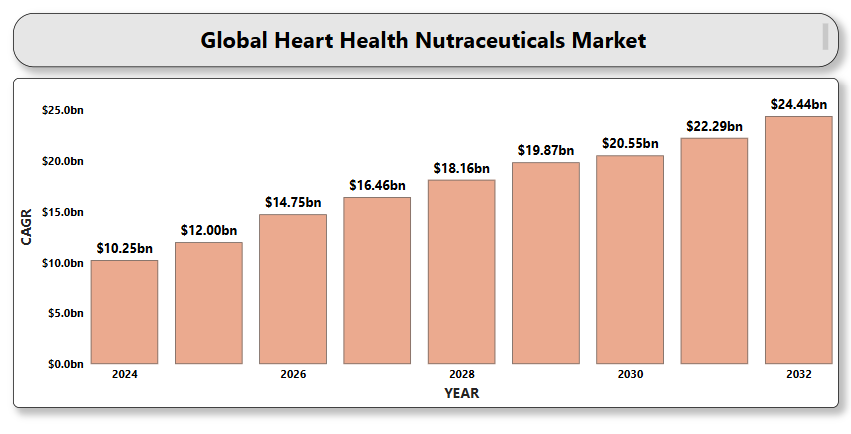 Global Heart Health Nutraceuticals Market
$25.0bn
$20.0bn
$15.0bn
$10.0bn
$5.0bn
$0.0bn
CAGR
$10.25bn
$12.00bn
$14.75bn
$16.46bn
$18.16bn
$19.87bn
$20.55bn
$22.29bn
$24.44bn
2024 2026 2028 2030 2032
YEAR